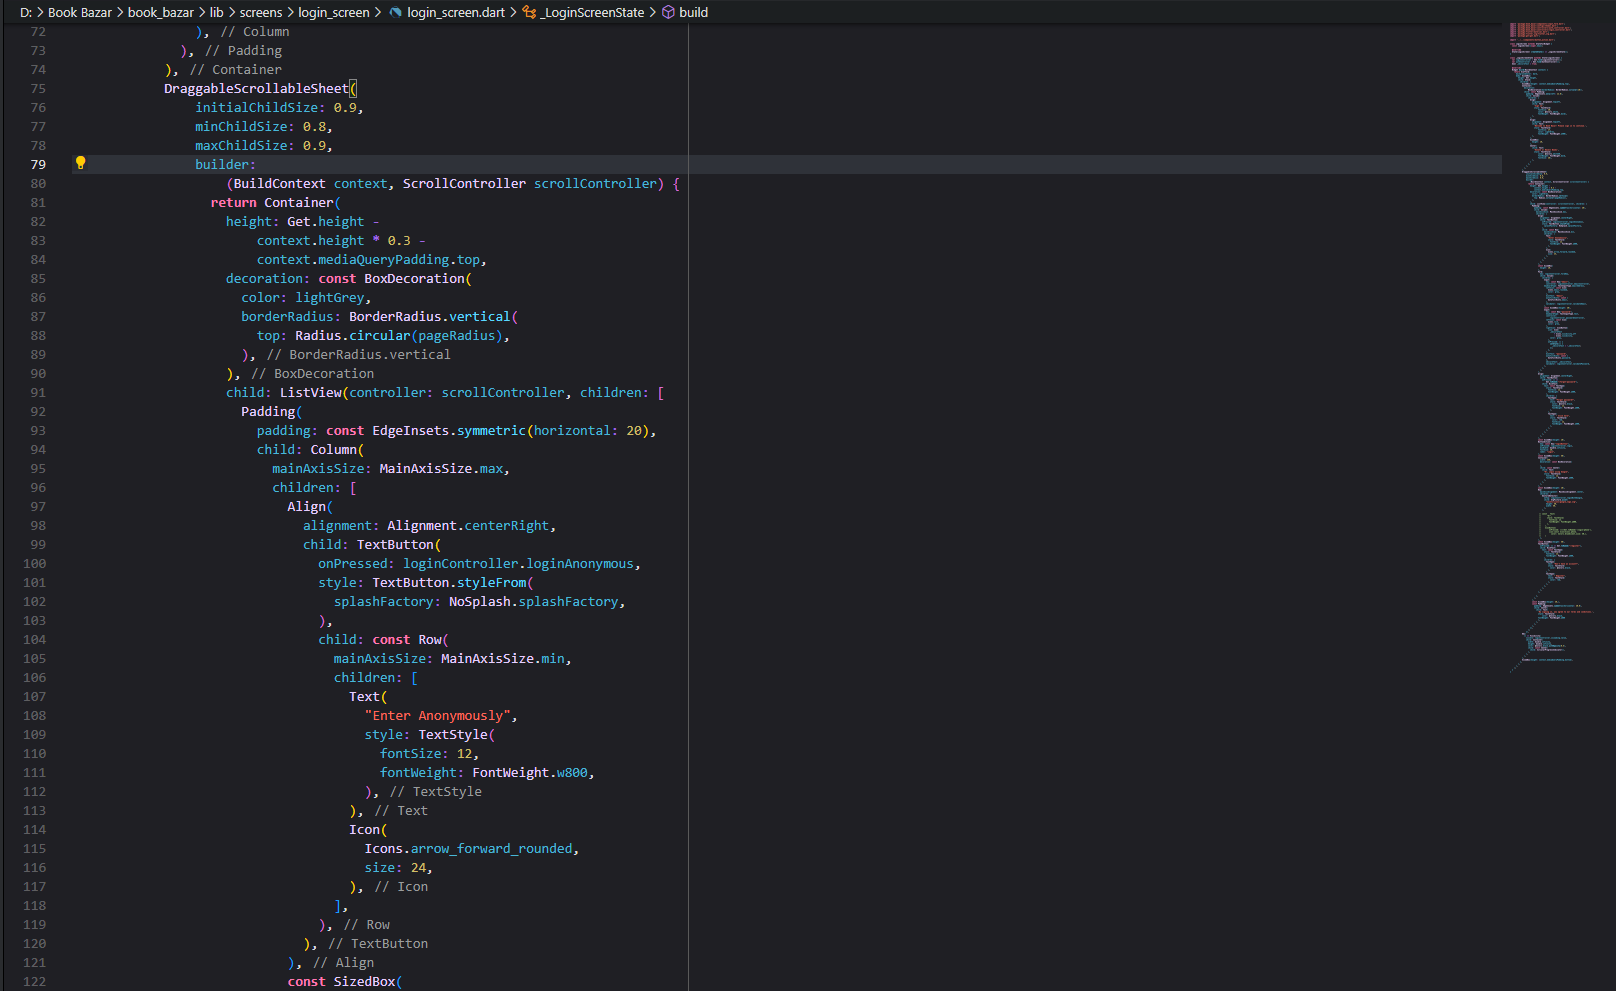 D: > Book Bazar > book_bazar > lib > screens > login_screen > login_screen.dart > _LoginScreenState > build
72 ), // Column
73 ), // Padding
74 ), // Container
75 DraggableScrollableSheet(
76 initialChildSize: 0.9,
77 minChildSize: 0.8,
78 maxChildSize: 0.9,
79 builder:
80 (BuildContext context, ScrollController scrollController) {
81 return Container(
82 height: Get.height -
83 context.height * 0.3 -
84 context.mediaQueryPadding.top,
85 decoration: const BoxDecoration(
86 color: lightGrey,
87 borderRadius: BorderRadius.vertical(
88 top: Radius.circular(pageRadius),
89 ), // BorderRadius.vertical
90 ), // BoxDecoration
91 child: ListView(controller: scrollController, children: [
92 Padding(
93 padding: const EdgeInsets.symmetric(horizontal: 20),
94 child: Column(
95 mainAxisSize: MainAxisSize.max,
96 children: [
97 Align(
98 alignment: Alignment.centerRight,
99 child: TextButton(
100 onPressed: loginController.loginAnonymous,
101 style: TextButton.styleFrom(
102 splashFactory: NoSplash.splashFactory,
103 ),
104 child: const Row(
105 mainAxisSize: MainAxisSize.min,
106 children: [
107 Text(
108 "Enter Anonymously",
109 style: TextStyle(
110 fontSize: 12,
111 fontWeight: FontWeight.w800,
112 ), // TextStyle
113 ), // Text
114 Icon(
115 Icons.arrow_forward_rounded,
116 size: 24,
117 ), // Icon
118 ],
119 ), // Row
120 ), // TextButton
121 ), // Align
122 const SizedBox(